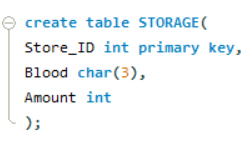 create table STORAGE(
Store_ID int primary key,
Blood char(3),
Amount int
);